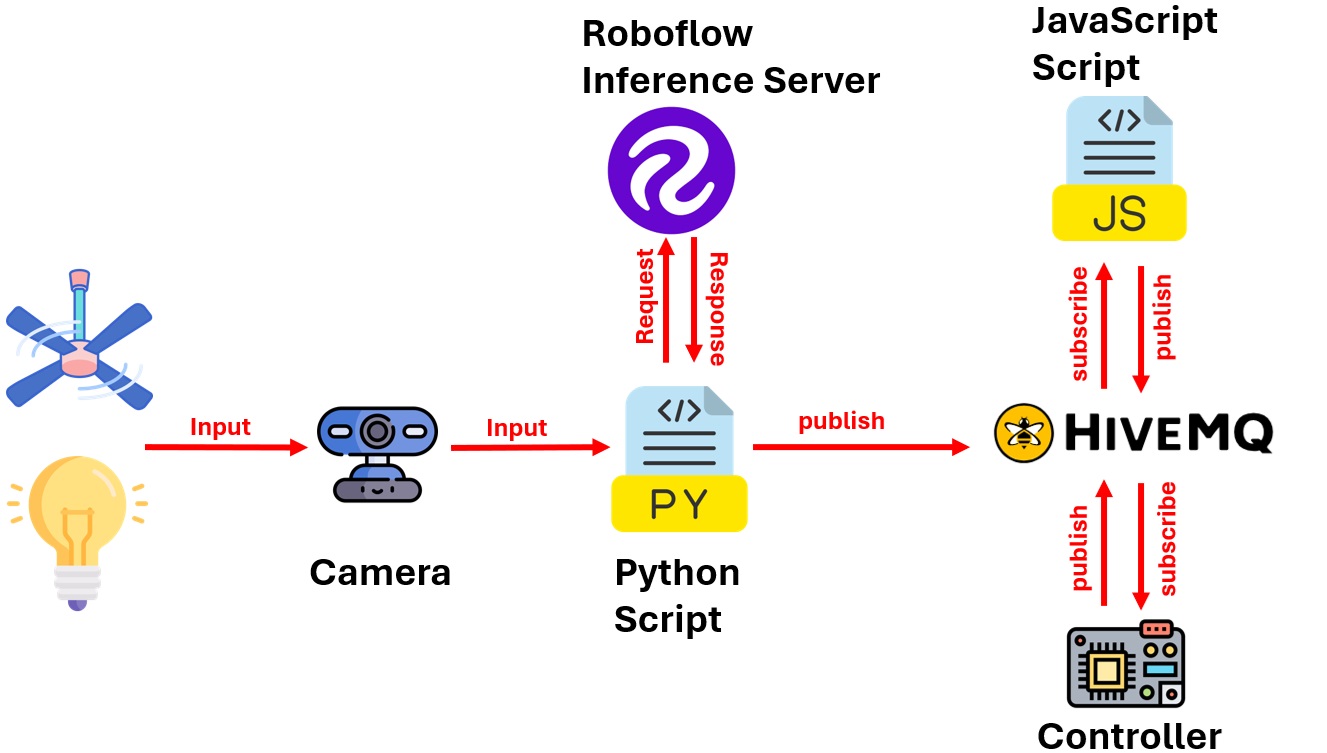 Roboflow
Inference Server
JavaScript
Script
</>
JS
Request
Response
subscribe
publish
Input
Input
</>
PY
publish
HIVEMQ
Camera
Python
Script
publish
subscribe
Controller